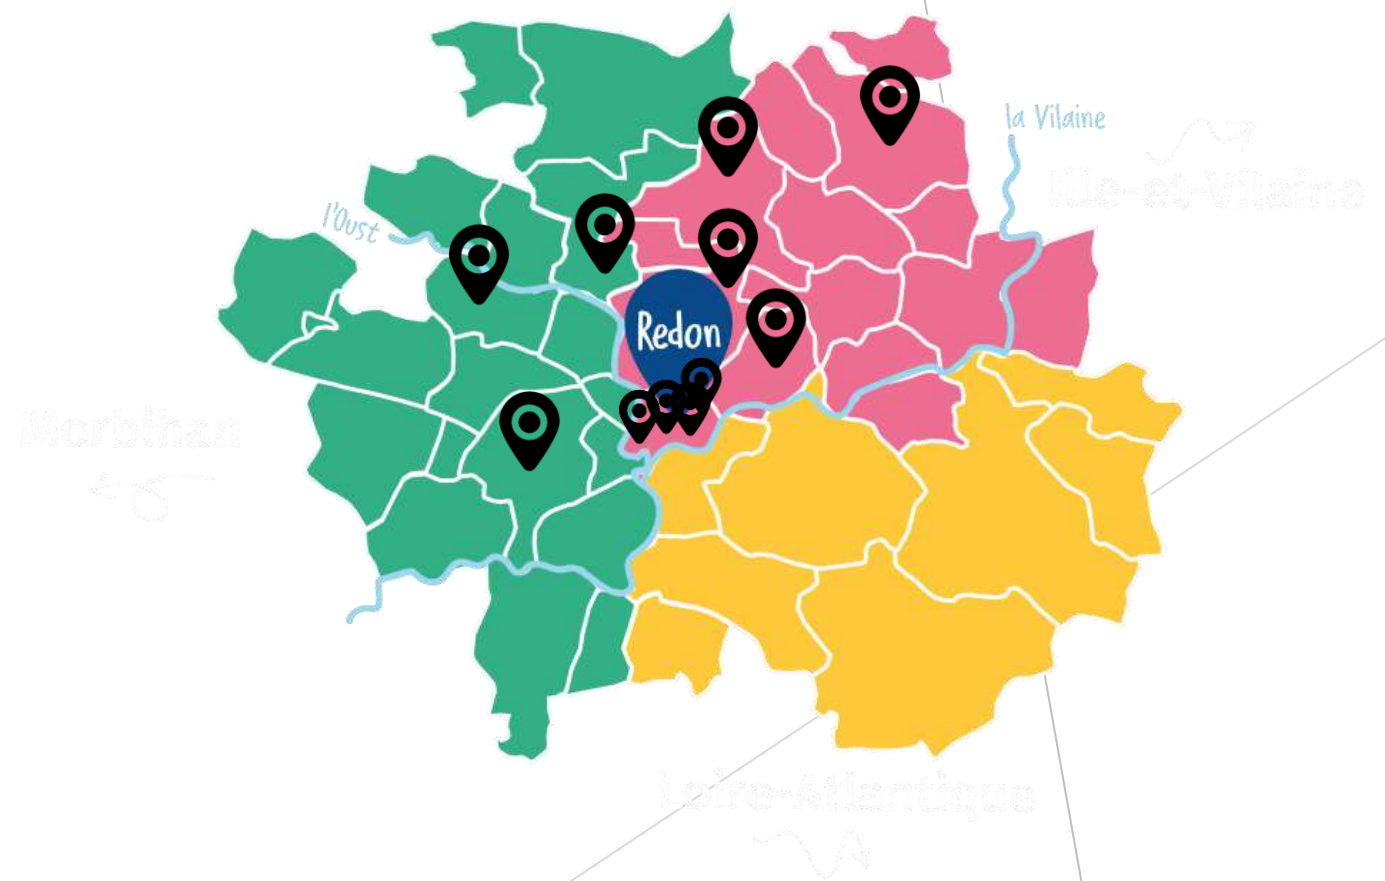 la Vilaine
Ille-et-Vilaine
l'Oust
Redon
Morbihan
Loire-Atlantique